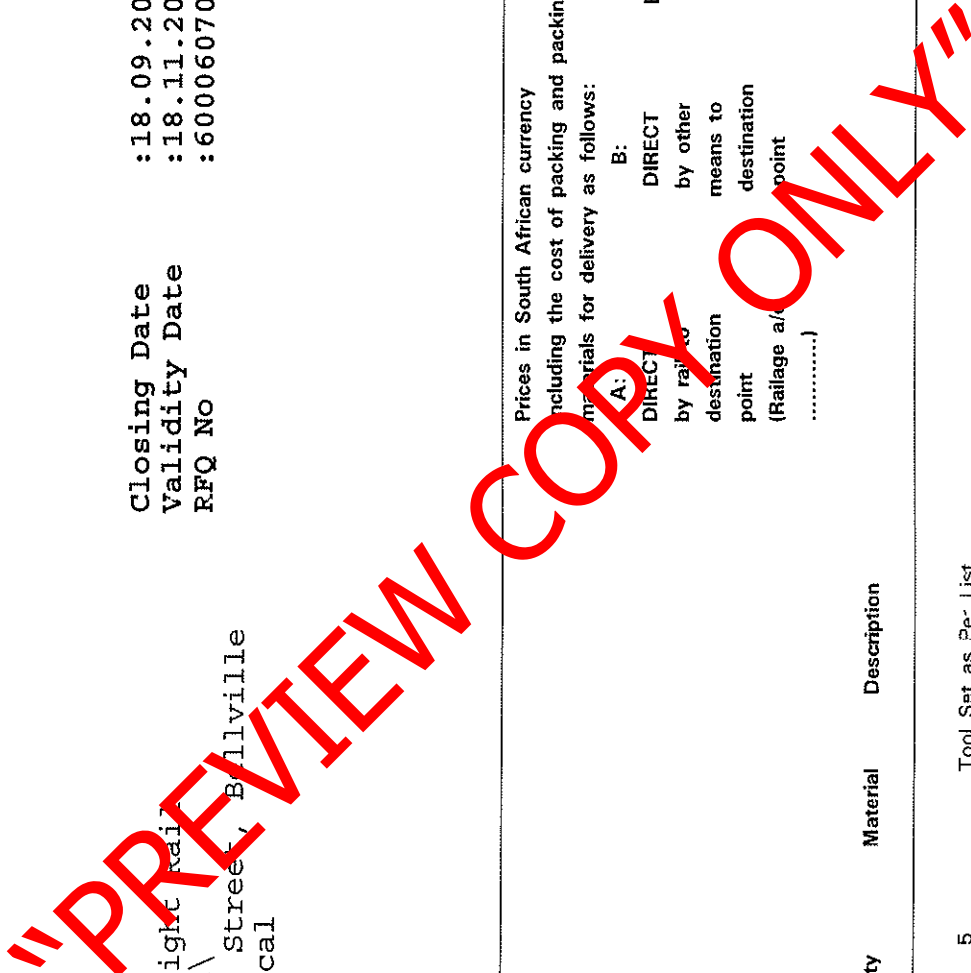 Closing Date :18.09.20
Validity Date :18.11.20
RFQ No :6006070
ight Rail
\
Street, Bellville
cal
Prices in South African currency
ncluding the cost of packing and packin
materials for delivery as follows:
A: B:
DIRECT DIRECT
by rail to by other
destination means to
point destination
(Railage a/c point
..........)
ty Material Description
5 Tool Set as Per List
"PREVIEW COPY ONLY"